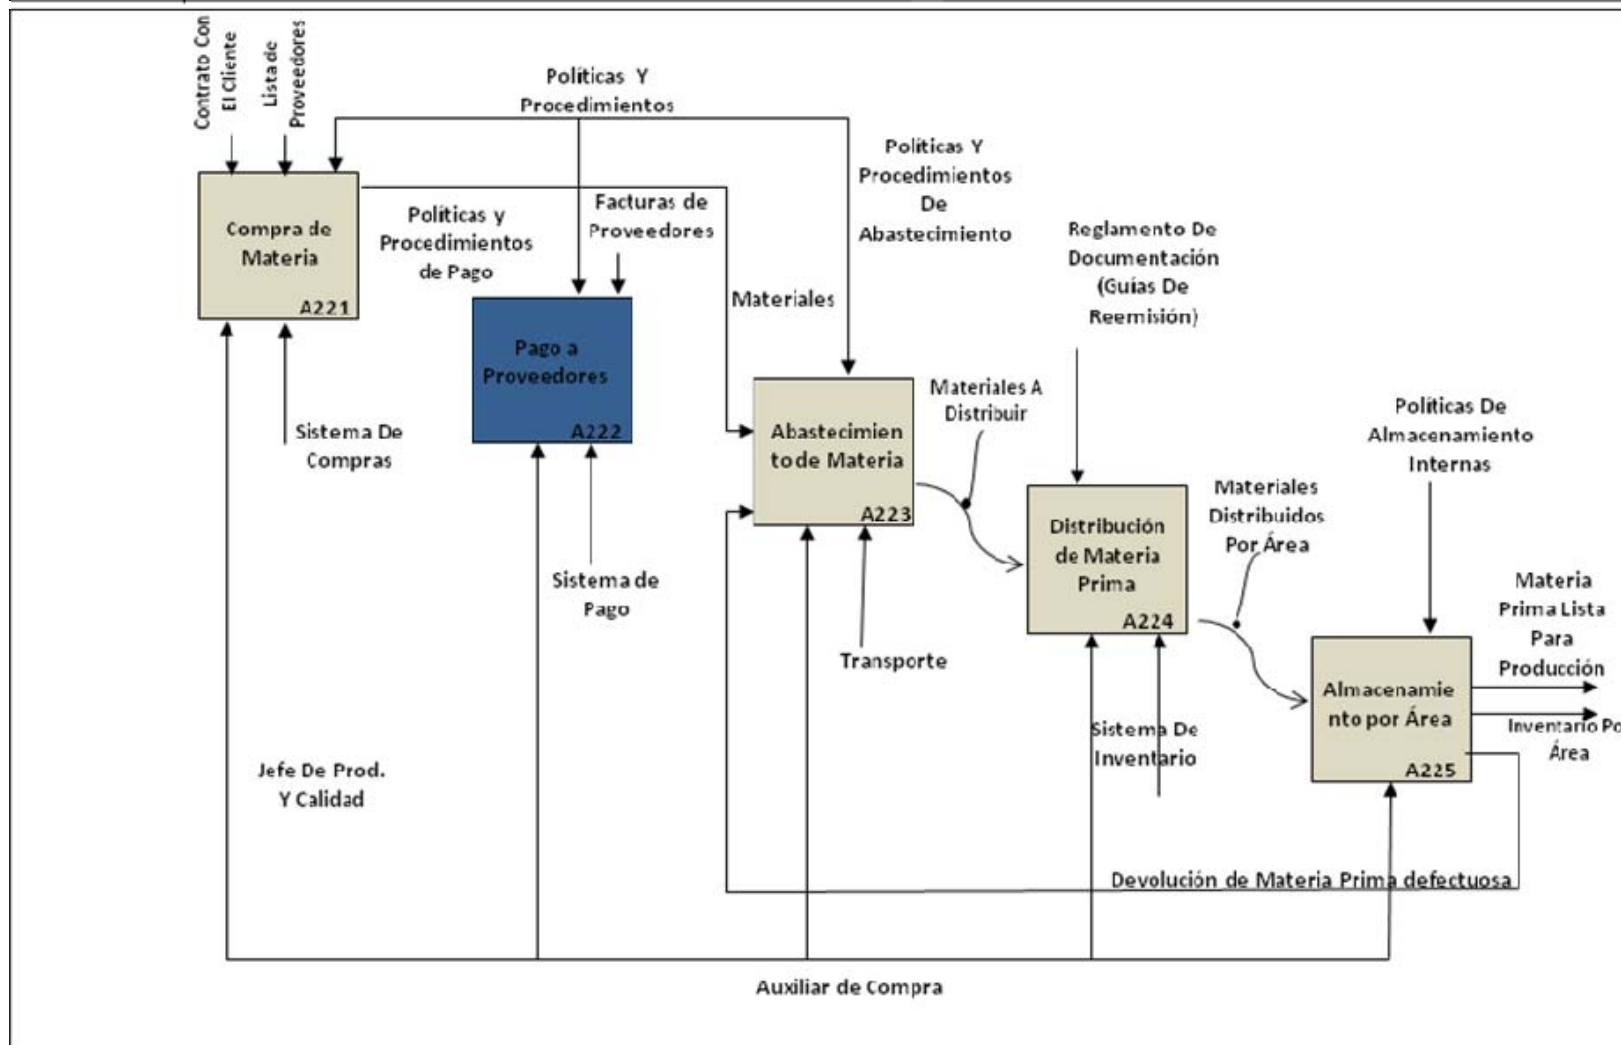 Contrato Con
El Cliente
Lista de
Proveedores
Políticas Y
Procedimientos
Compra de
Materia
A221
Políticas y
Procedimientos
de Pago
Facturas de
Proveedores
Políticas Y
Procedimientos
De
Abastecimiento
Materiales
Reglamento De
Documentación
(Guías De
Reemisión)
Pago a
Proveedores
A222
Sistema De
Compras
Materiales A
Distribuir
Abastecimien
to de Materia
A223
Políticas De
Almacenamiento
Internas
Sistema de
Pago
Transporte
Distribución
de Materia
Prima
A224
Materiales
Distribuidos
Por Área
Materia
Prima Lista
Para
Producción
Almacenamie
nto por Área
A225
Inventario Po
Área
Sistema De
Inventario
Jefe De Prod.
Y Calidad
Devolución de Materia Prima defectuosa
Auxiliar de Compra